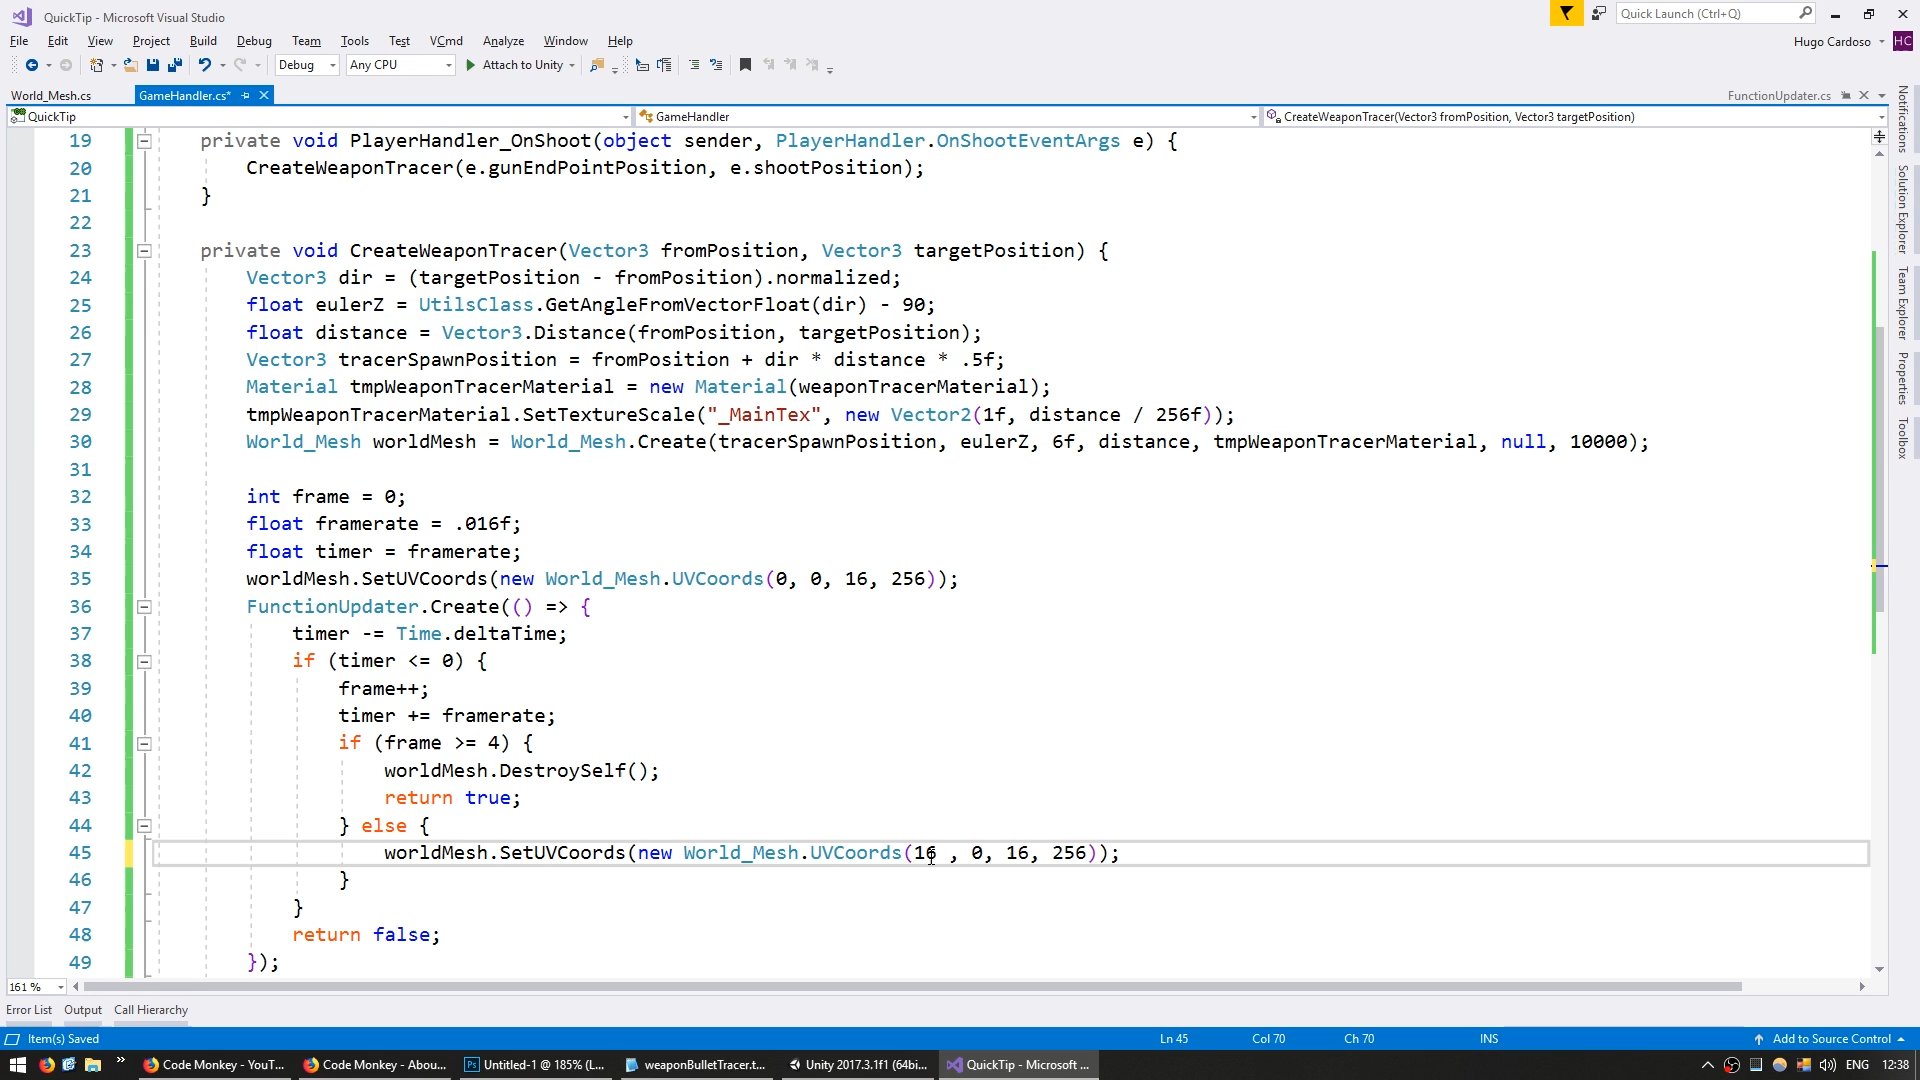 QuickTip - Microsoft Visual Studio
Quick Launch (Ctrl+Q)
File Edit View Project Build Debug Team Tools Test VCmd Analyze Window Help
Hugo Cardoso HC
Debug Any CPU Attach to Unity
World_Mesh.cs GameHandler.cs* FunctionUpdater.cs
QuickTip GameHandler CreateWeaponTracer(Vector3 fromPosition, Vector3 targetPosition)
19 private void PlayerHandler_OnShoot(object sender, PlayerHandler.OnShootEventArgs e) {
20 CreateWeaponTracer(e.gunEndPointPosition, e.shootPosition);
21 }
22
23 private void CreateWeaponTracer(Vector3 fromPosition, Vector3 targetPosition) {
24 Vector3 dir = (targetPosition - fromPosition).normalized;
25 float eulerZ = UtilsClass.GetAngleFromVectorFloat(dir) - 90;
26 float distance = Vector3.Distance(fromPosition, targetPosition);
27 Vector3 tracerSpawnPosition = fromPosition + dir * distance * .5f;
28 Material tmpWeaponTracerMaterial = new Material(weaponTracerMaterial);
29 tmpWeaponTracerMaterial.SetTextureScale("_MainTex", new Vector2(1f, distance / 256f));
30 World_Mesh worldMesh = World_Mesh.Create(tracerSpawnPosition, eulerZ, 6f, distance, tmpWeaponTracerMaterial, null, 10000);
31
32 int frame = 0;
33 float framerate = .016f;
34 float timer = framerate;
35 worldMesh.SetUVCoords(new World_Mesh.UVCoords(0, 0, 16, 256));
36 FunctionUpdater.Create(() => {
37 timer -= Time.deltaTime;
38 if (timer <= 0) {
39 frame++;
40 timer += framerate;
41 if (frame >= 4) {
42 worldMesh.DestroySelf();
43 return true;
44 } else {
45 worldMesh.SetUVCoords(new World_Mesh.UVCoords(16 , 0, 16, 256));
46 }
47 }
48 return false;
49 });
Notifications
Solution Explorer
Team Explorer
Properties
Toolbox
161 %
Error List Output Call Hierarchy
Item(s) Saved Ln 45 Col 70 Ch 70 INS Add to Source Control
Code Monkey - YouT... Code Monkey - Abou... Ps Untitled-1 @ 185% (L... weaponBulletTracer.t... Unity 2017.3.1f1 (64bi... QuickTip - Microsoft ... ENG 12:38